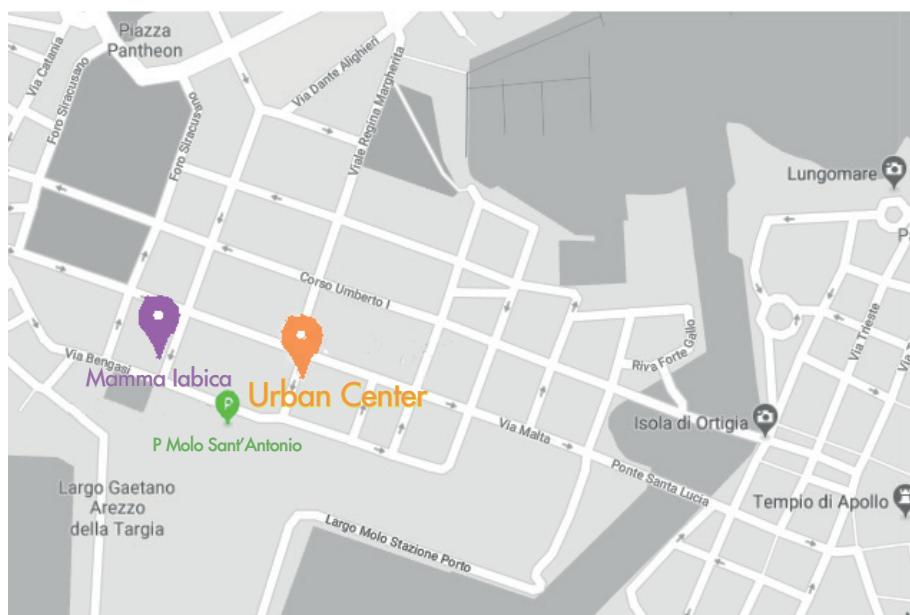 Piazza
Pantheon
Via Catania
Foro Siracusano
Foro Siracusano
Via Dante Alighieri
Viale Regina Margherita
Lungomare
P
Corso Umberto I
Via Trieste
Via Bengasi
Mamma Iabica
Urban Center
Riva Forte Gallo
P
P Molo Sant'Antonio
Isola di Ortigia
Via Malta
Ponte Santa Lucia
Largo Gaetano
Arezzo
della Targia
Tempio di Apollo
Largo Molo Stazione Porto